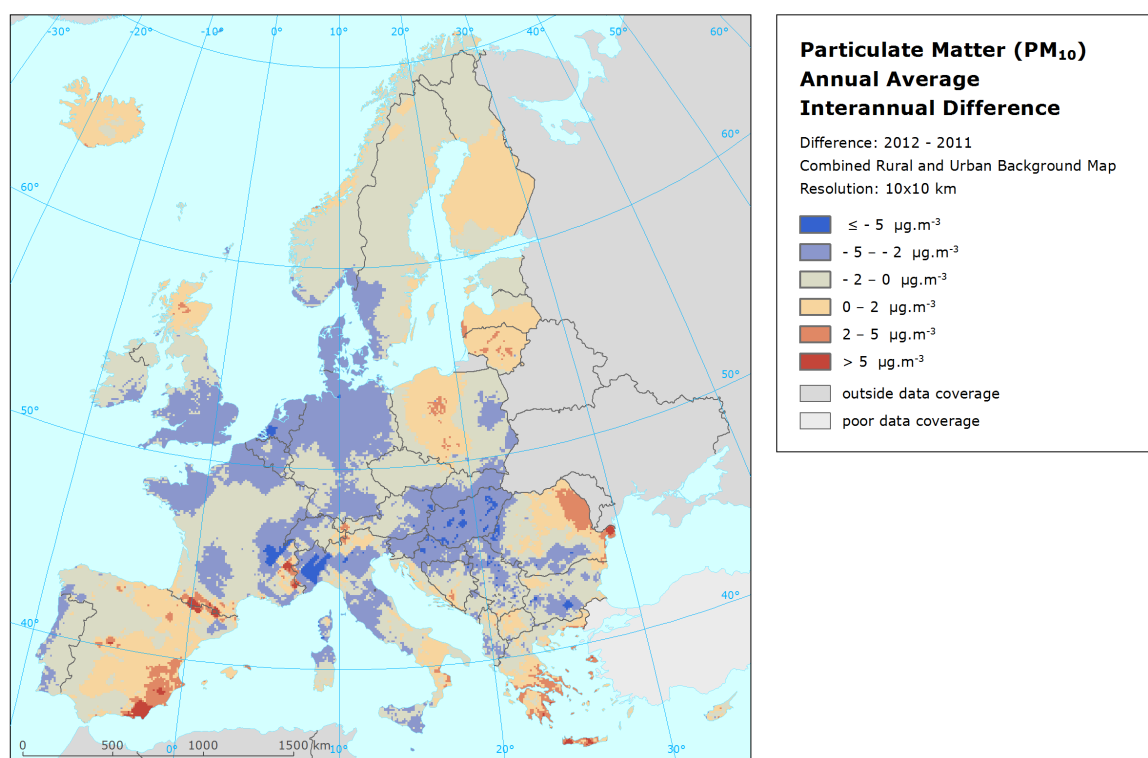 -30°
-20°
-10°
0°
10°
20°
30°
40°
50°
60°
60°
60°
50°
50°
40°
40°
0 500 1000 1500 km
0°
10°
20°
30°
Particulate Matter (PM₁₀)
Annual Average
Interannual Difference
Difference: 2012 - 2011
Combined Rural and Urban Background Map
Resolution: 10x10 km
≤ - 5 µg.m⁻³
- 5 – - 2 µg.m⁻³
- 2 – 0 µg.m⁻³
0 – 2 µg.m⁻³
2 – 5 µg.m⁻³
> 5 µg.m⁻³
outside data coverage
poor data coverage